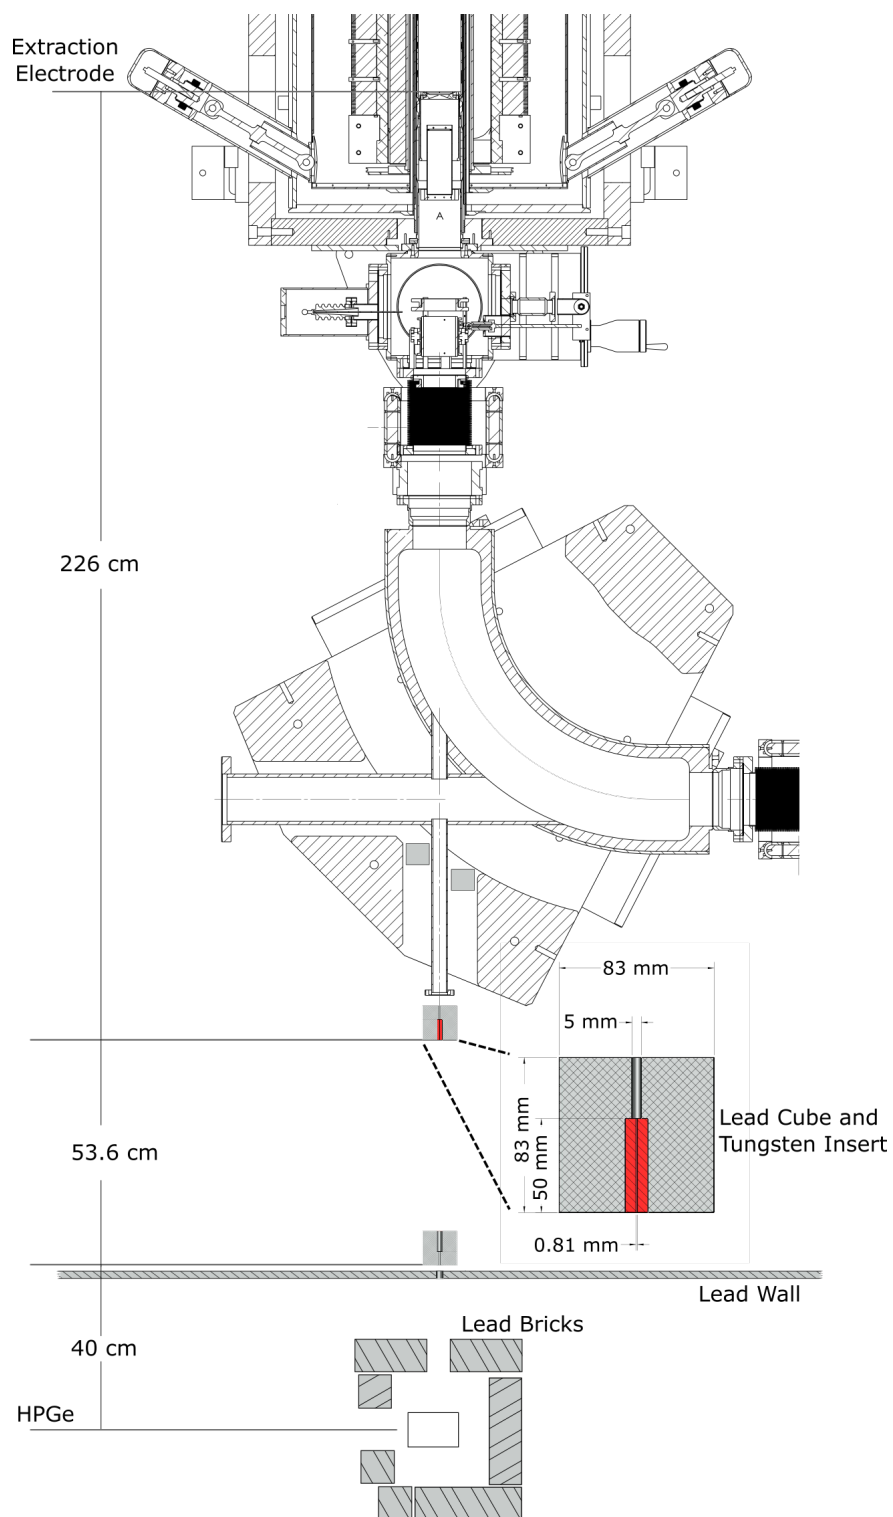 Extraction
Electrode
A
226 cm
83 mm
5 mm
83 mm
50 mm
Lead Cube and
Tungsten Insert
53.6 cm
0.81 mm
Lead Wall
Lead Bricks
40 cm
HPGe